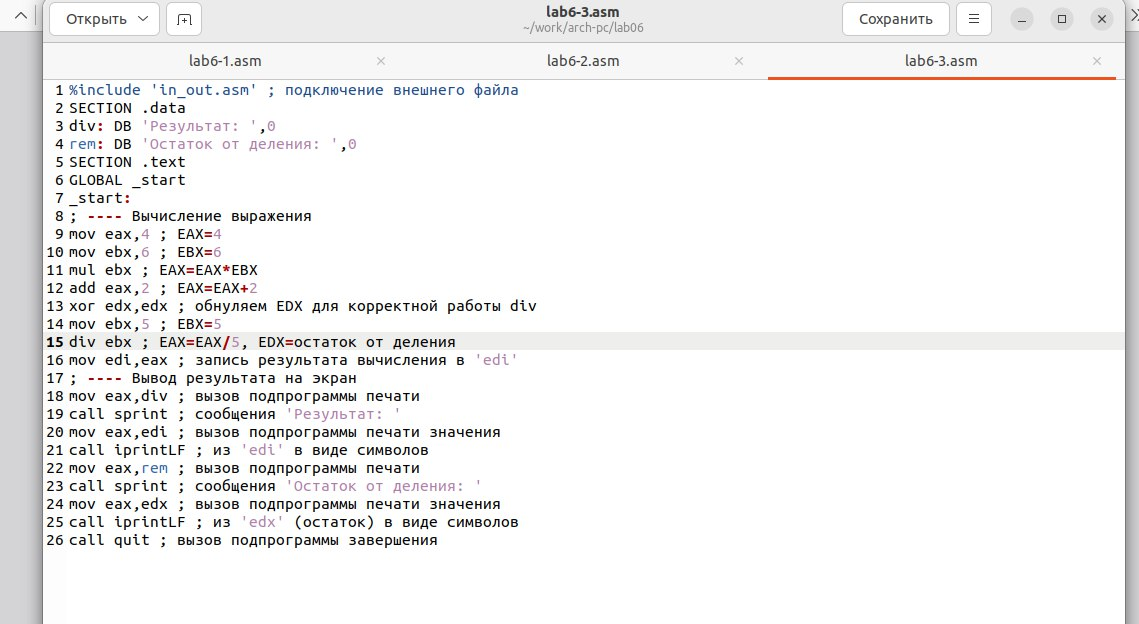 Открыть
lab6-3.asm
~/work/arch-pc/lab06
Сохранить
lab6-1.asm
lab6-2.asm
lab6-3.asm
1 %include 'in_out.asm' ; подключение внешнего файла
2 SECTION .data
3 div: DB 'Результат: ',0
4 rem: DB 'Остаток от деления: ',0
5 SECTION .text
6 GLOBAL _start
7 _start:
8 ; ---- Вычисление выражения
9 mov eax,4 ; EAX=4
10 mov ebx,6 ; EBX=6
11 mul ebx ; EAX=EAX*EBX
12 add eax,2 ; EAX=EAX+2
13 xor edx,edx ; обнуляем EDX для корректной работы div
14 mov ebx,5 ; EBX=5
15 div ebx ; EAX=EAX/5, EDX=остаток от деления
16 mov edi,eax ; запись результата вычисления в 'edi'
17 ; ---- Вывод результата на экран
18 mov eax,div ; вызов подпрограммы печати
19 call sprint ; сообщения 'Результат: '
20 mov eax,edi ; вызов подпрограммы печати значения
21 call iprintLF ; из 'edi' в виде символов
22 mov eax,rem ; вызов подпрограммы печати
23 call sprint ; сообщения 'Остаток от деления: '
24 mov eax,edx ; вызов подпрограммы печати значения
25 call iprintLF ; из 'edx' (остаток) в виде символов
26 call quit ; вызов подпрограммы завершения